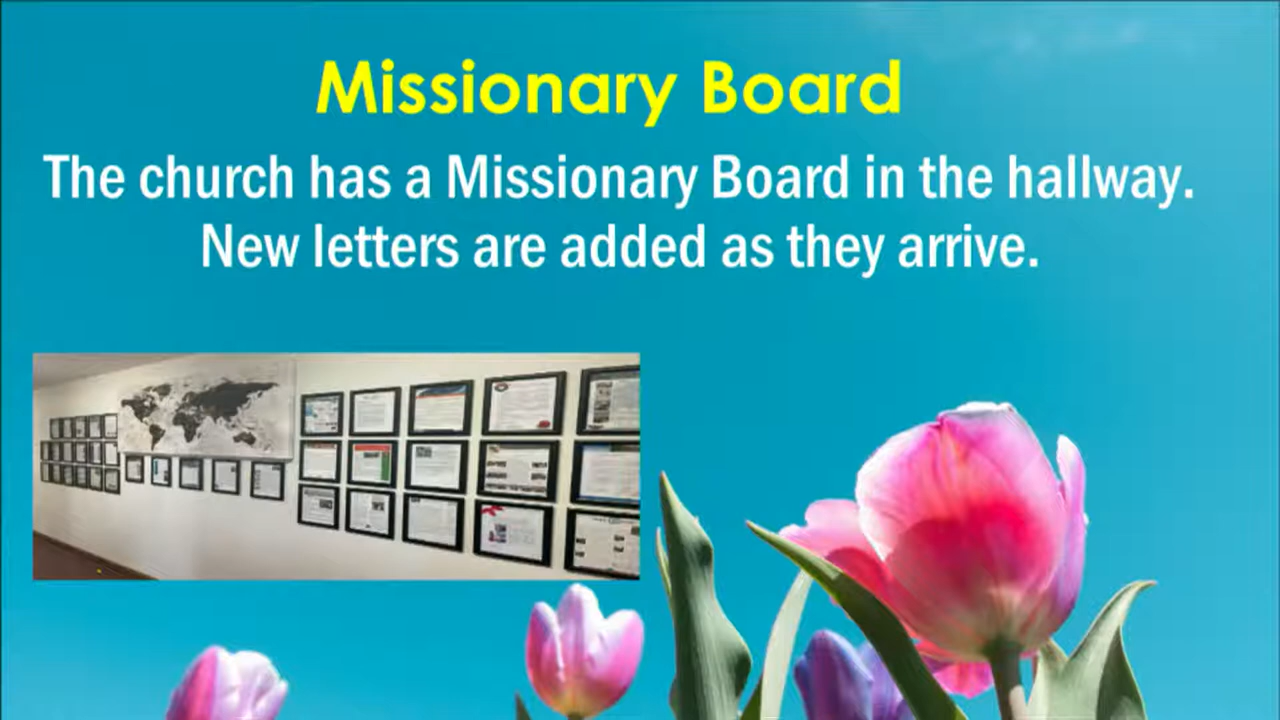 Missionary Board
The church has a Missionary Board in the hallway.
New letters are added as they arrive.